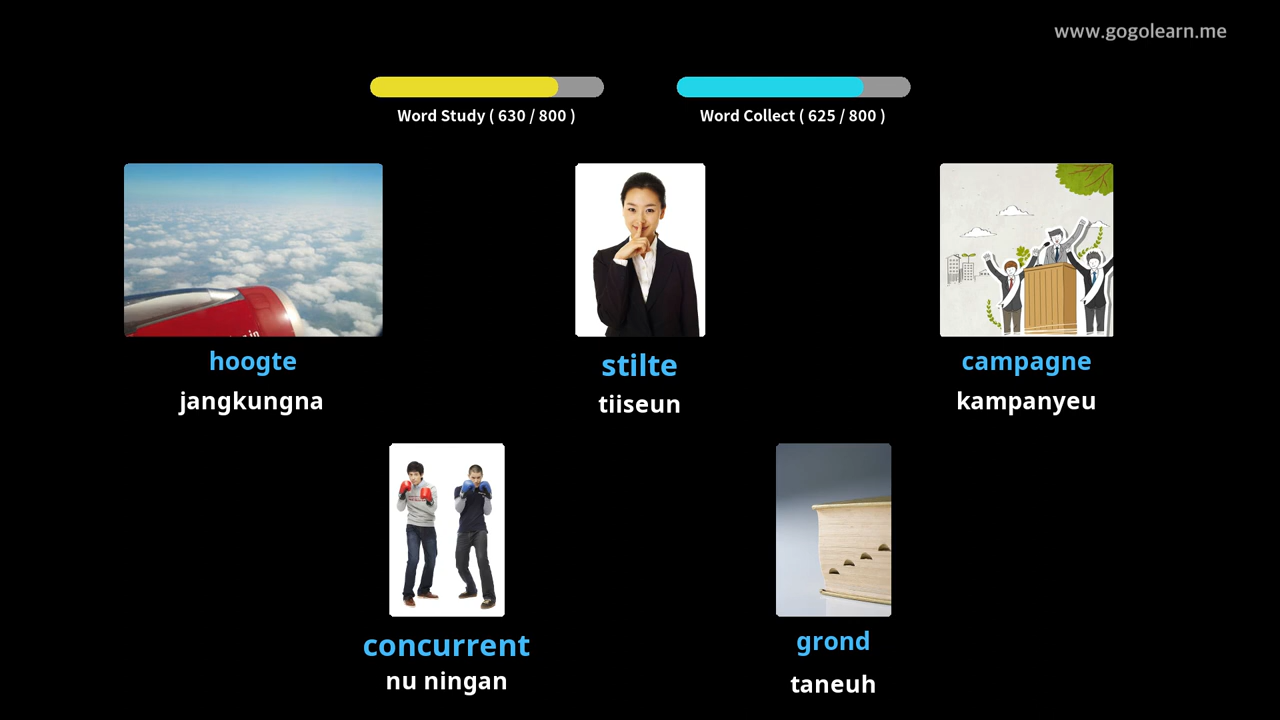 www.gogolearn.me
Word Study ( 630 / 800 )
Word Collect ( 625 / 800 )
hoogte
jangkungna
stilte
tiiseun
campagne
kampanyeu
concurrent
nu ningan
grond
taneuh